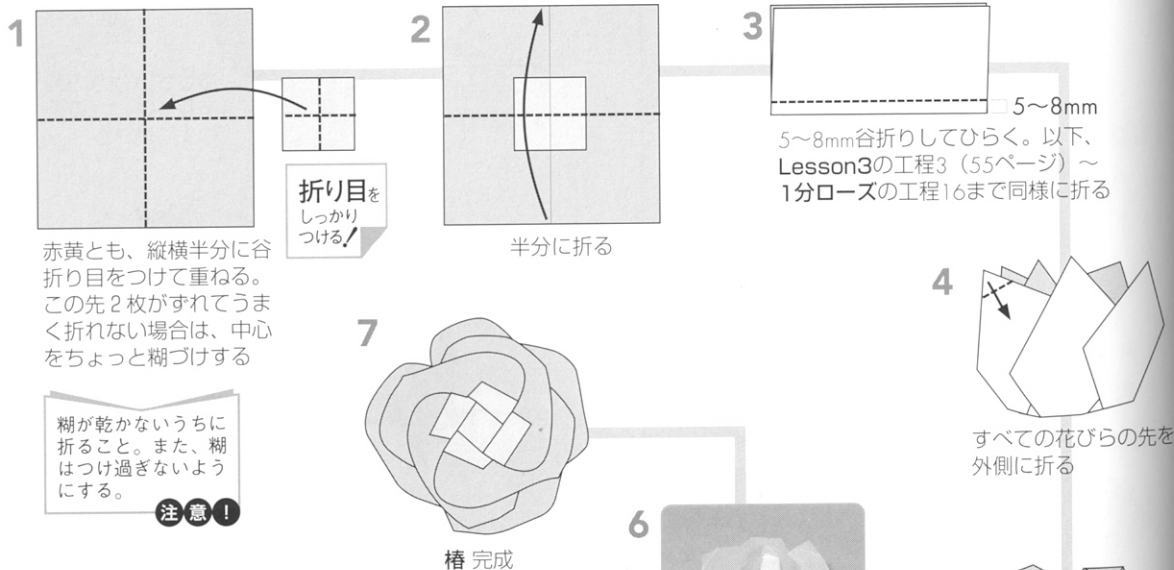 1
赤黄とも、縦横半分に谷
折り目をつけて重ねる。
この先2枚がずれてうま
く折れない場合は、中心
をちょっと糊づけする
折り目を
しっかり
つける!
糊が乾かないうちに
折ること。また、糊
はつけ過ぎないよう
にする。
注意!
2
半分に折る
3
5〜8mm
5〜8mm谷折りしてひらく。以下、
Lesson3の工程3(55ページ)〜
1分ローズの工程16まで同様に折る
4
すべての花びらの先を
外側に折る
7
椿 完成
6